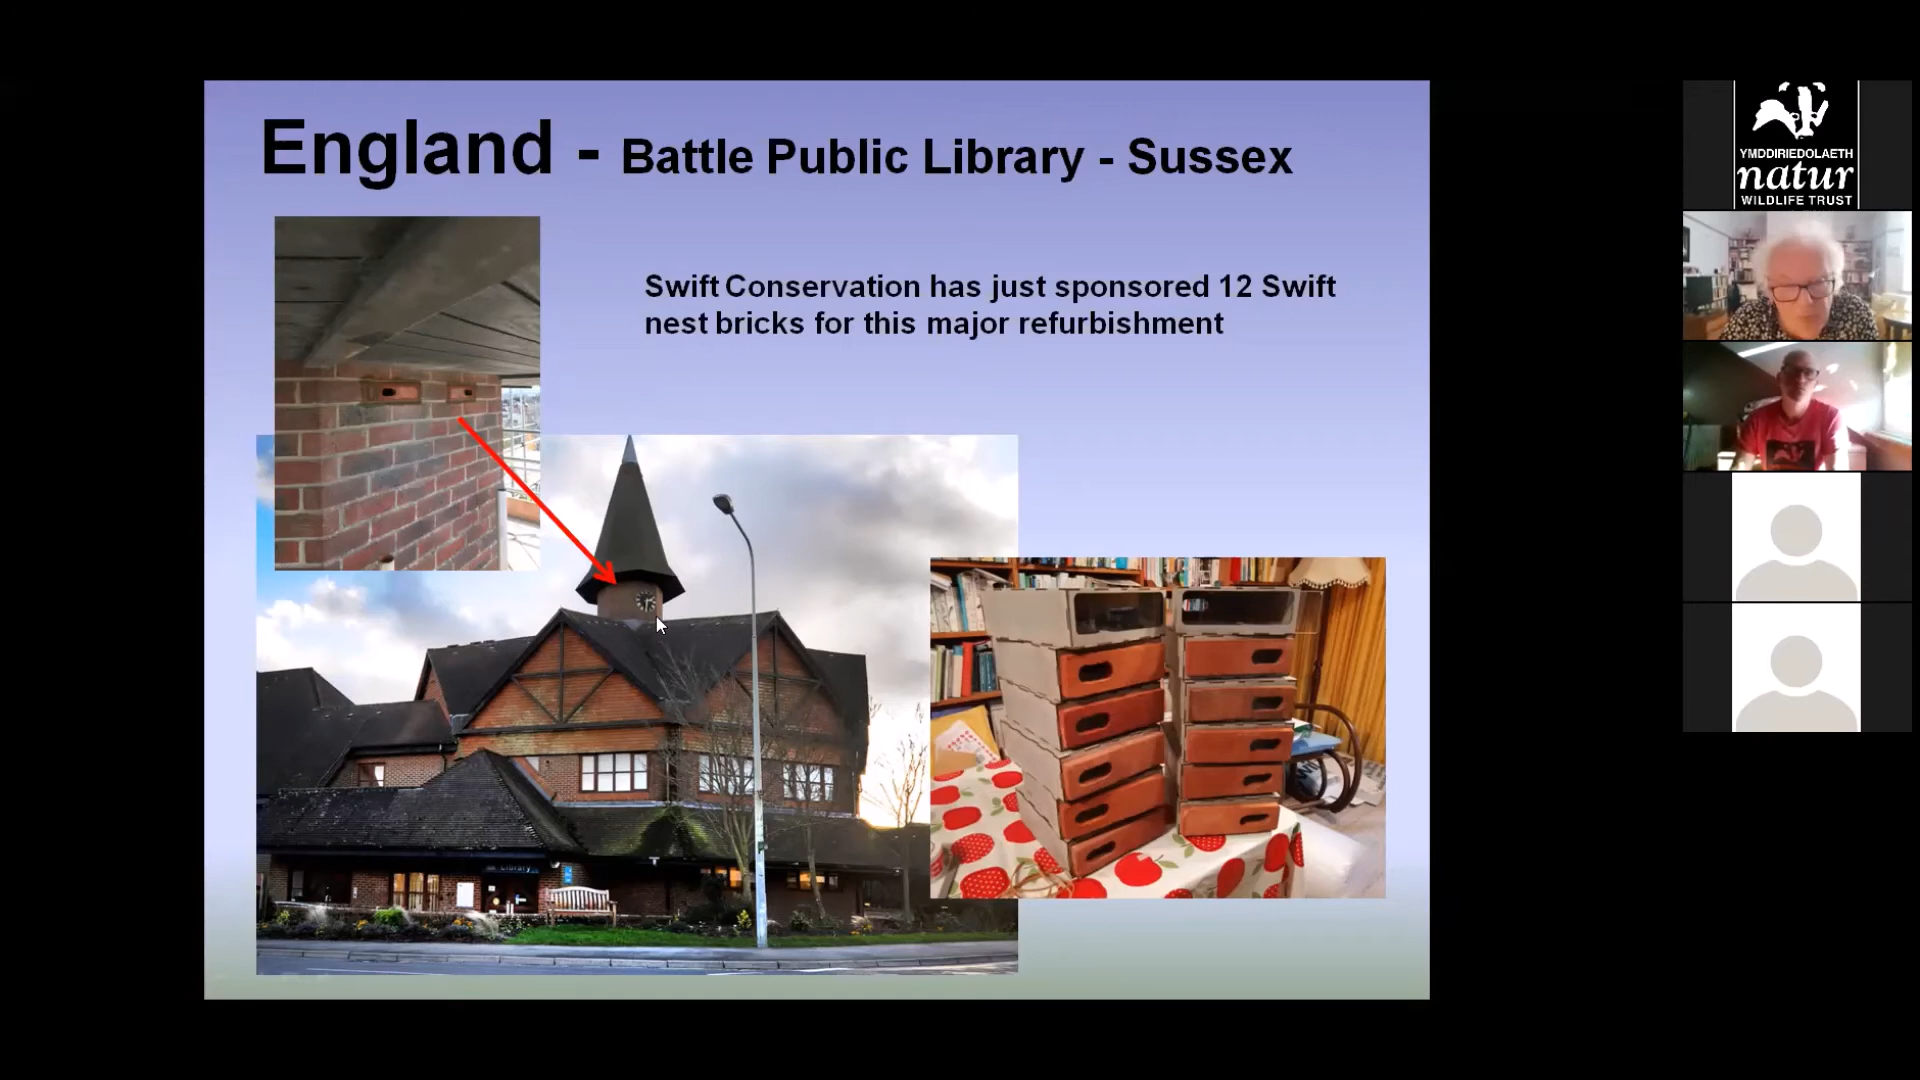 England - Battle Public Library - Sussex
Swift Conservation has just sponsored 12 Swift
nest bricks for this major refurbishment
Library
YMDDIRIEDOLAETH
natur
WILDLIFE TRUST